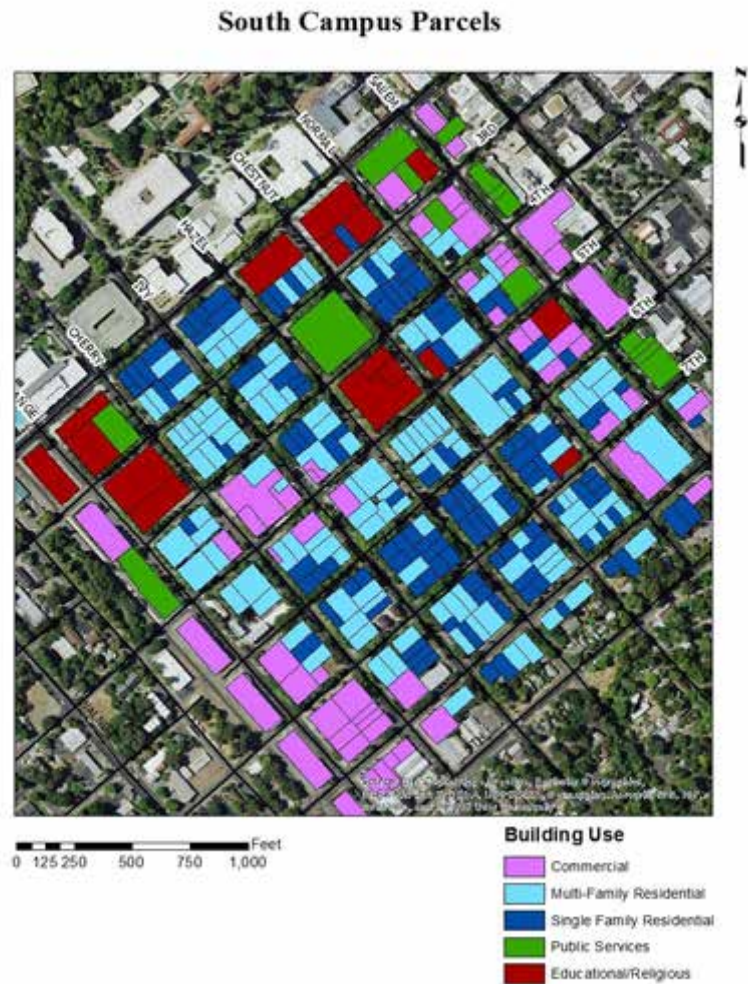 South Campus Parcels
N
SALEM
NORMAL
3RD
CHESTNUT
4TH
HAZEL
5TH
IVY
6TH
CHERRY
7TH
ANGE
Feet
0 125 250 500 750 1,000
Building Use
Commercial
Multi-Family Residential
Single Family Residential
Public Services
Educational/Religious